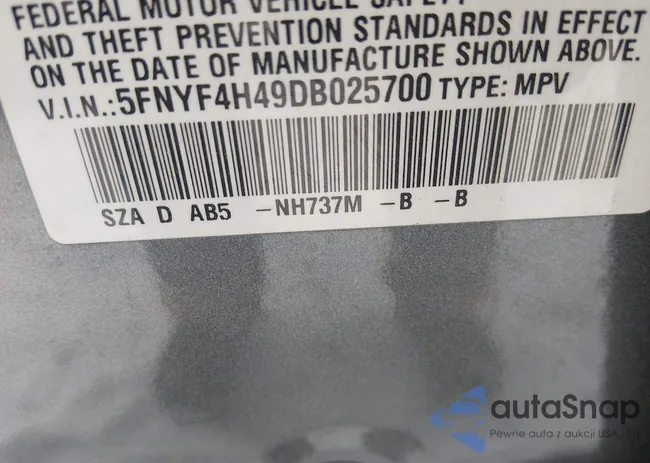 FEDERAL MOTOR VEHICLE SAFETY
AND THEFT PREVENTION STANDARDS IN EFFECT
ON THE DATE OF MANUFACTURE SHOWN ABOVE.
V.I.N.:5FNYF4H49DB025700 TYPE: MPV
SZA D AB5 -NH737M -B -B
autaSnap
Pewne auta z aukcji USA i EU